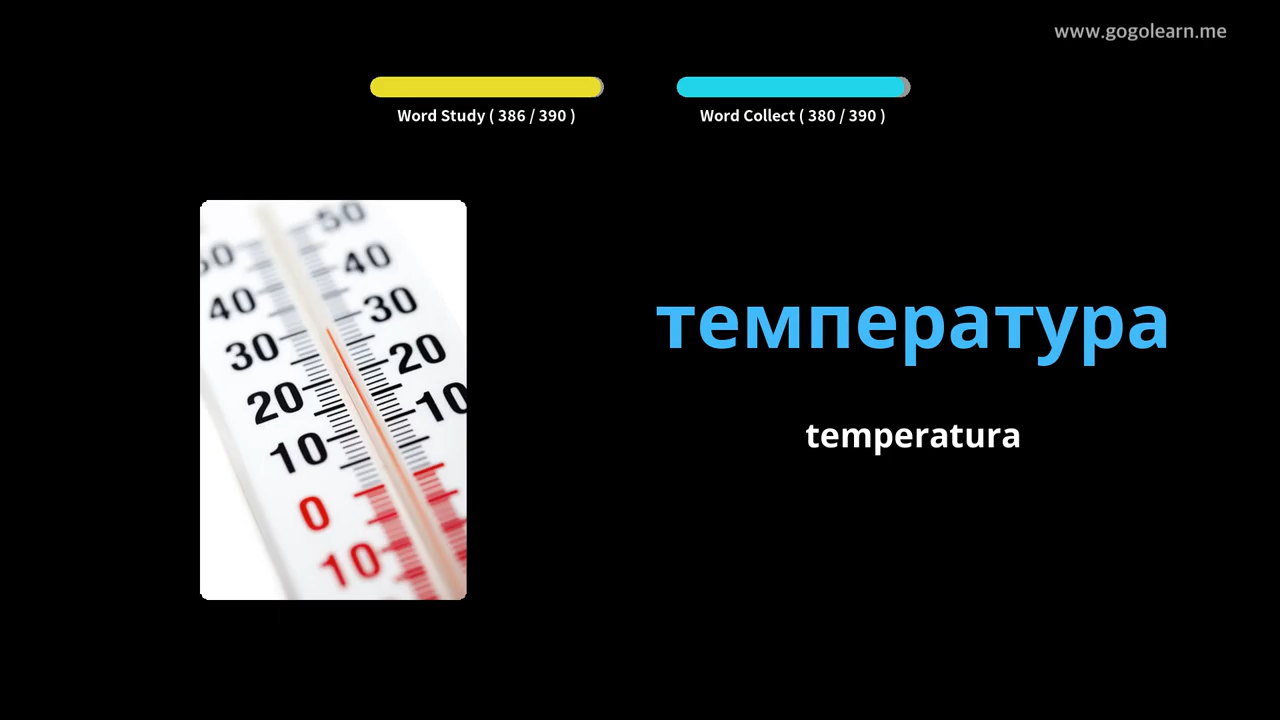 www.gogolearn.me
Word Study ( 386 / 390 )
Word Collect ( 380 / 390 )
50
40
40
30
30
20
20
10
10
0
10
температура
temperatura